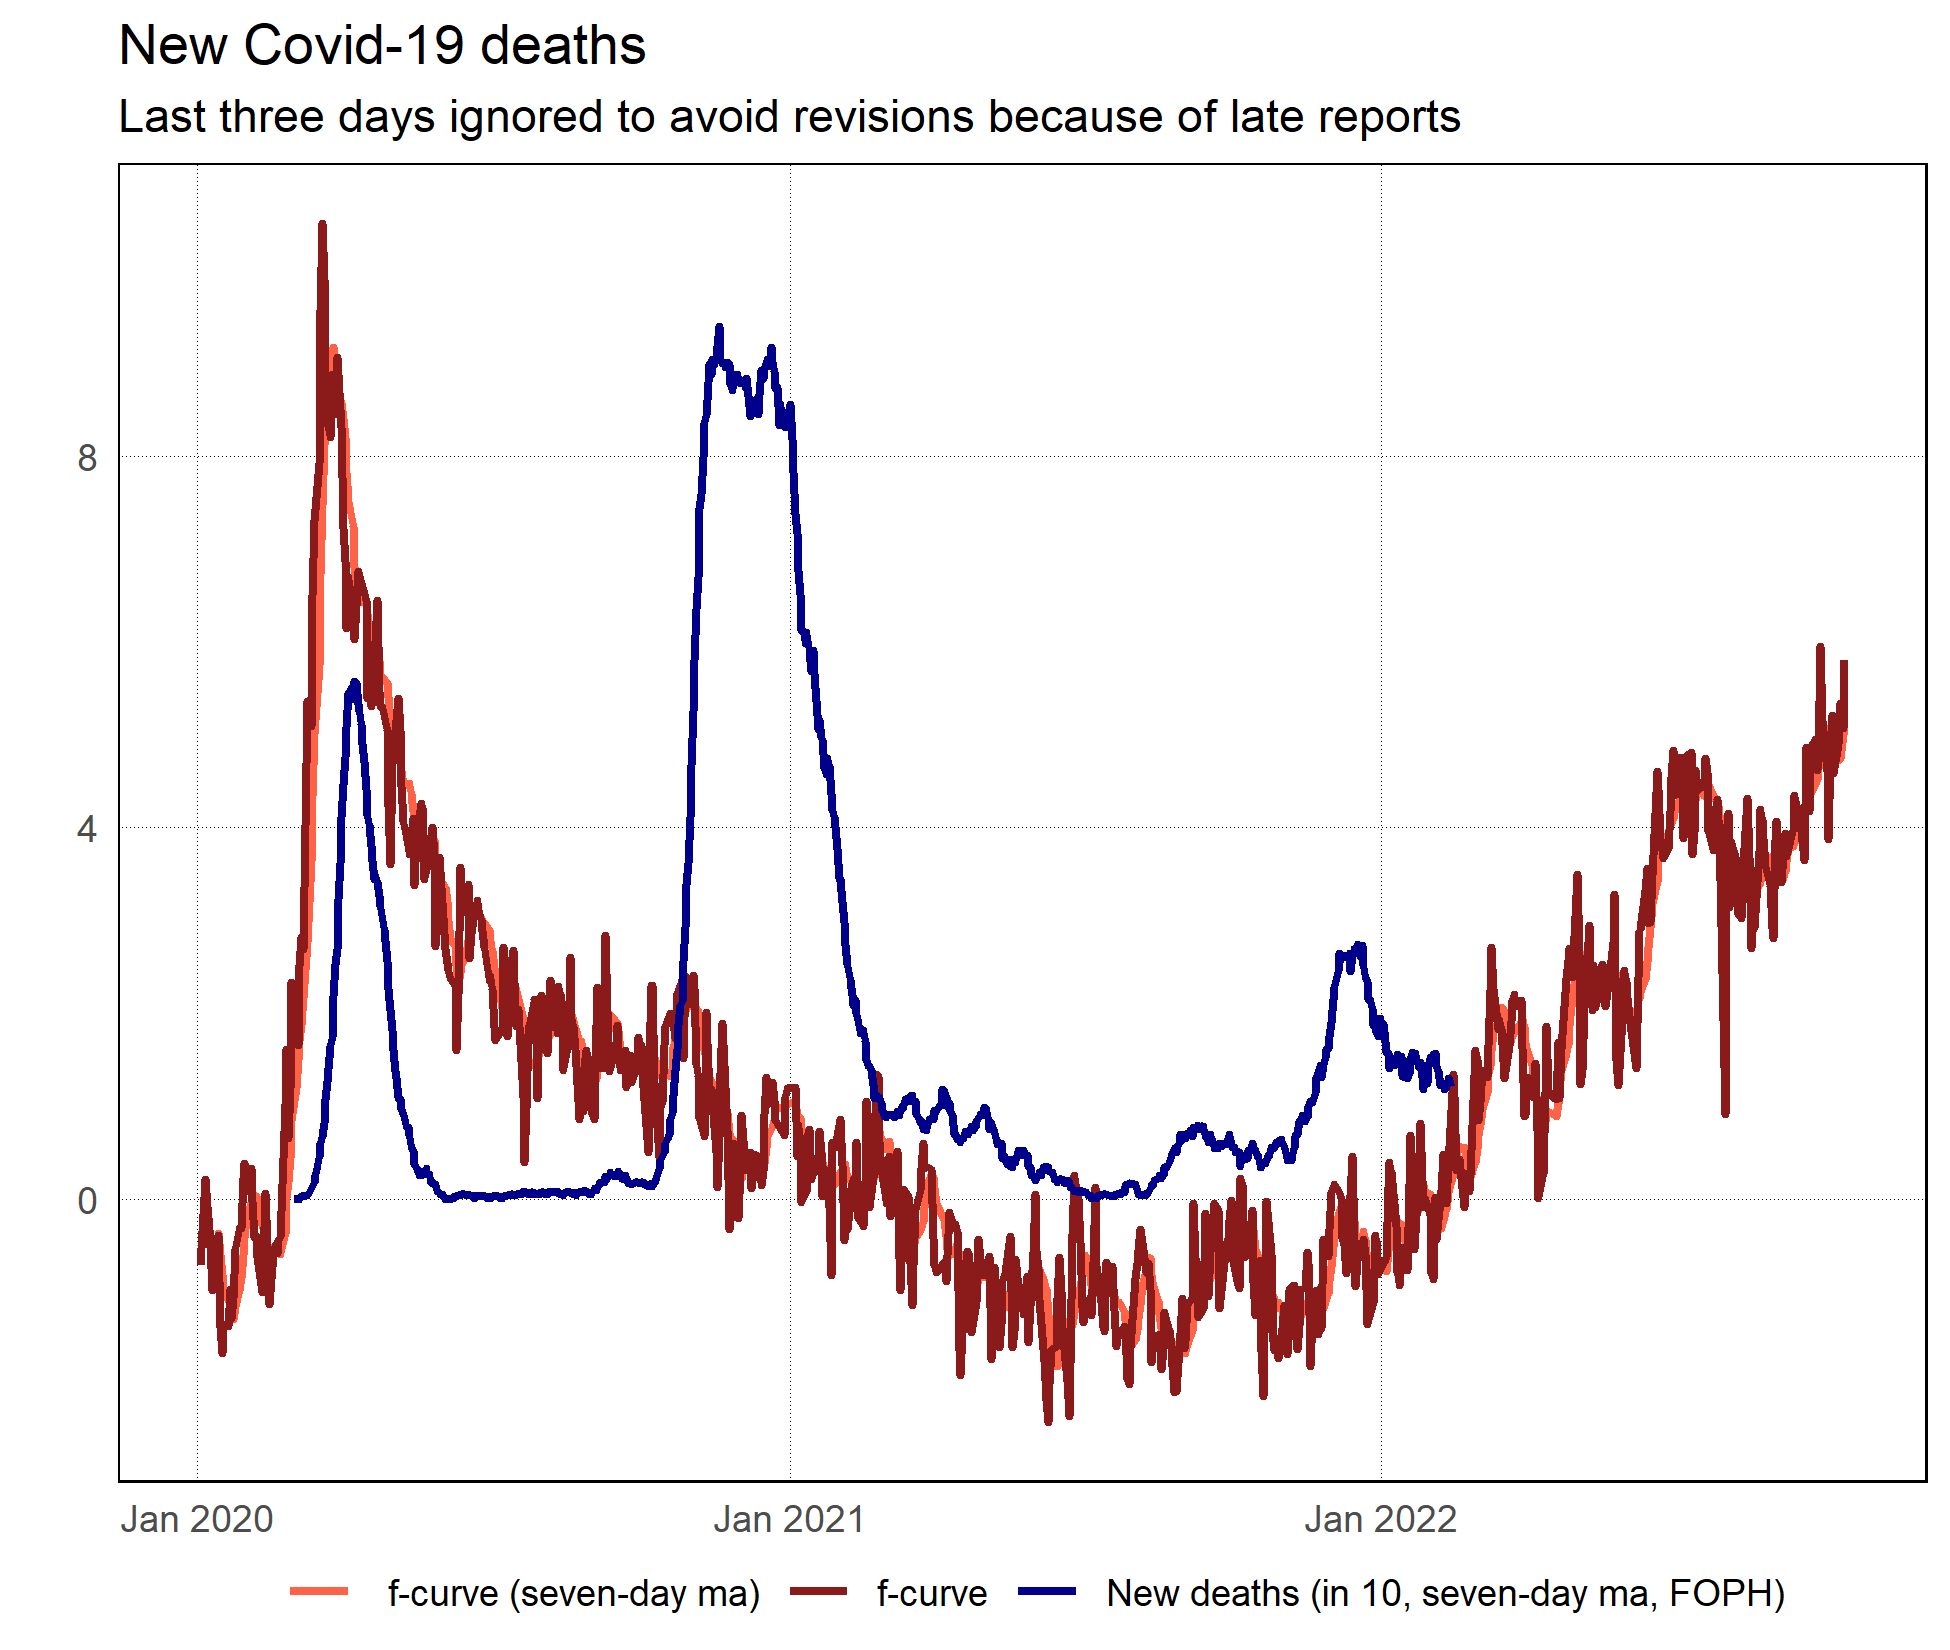 New Covid-19 deaths
Last three days ignored to avoid revisions because of late reports
8
4
0
Jan 2020 Jan 2021 Jan 2022
f-curve (seven-day ma) f-curve New deaths (in 10, seven-day ma, FOPH)